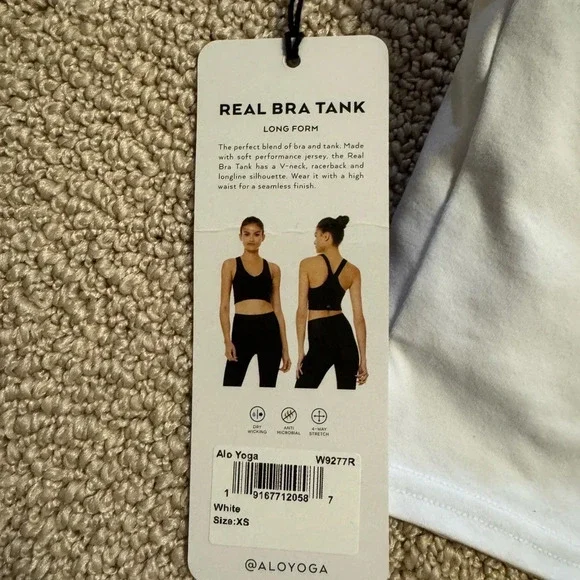 REAL BRA TANK
LONG FORM
The perfect blend of bra and tank. Made
with soft performance jersey, the Real
Bra Tank has a V-neck, racerback and
longline silhouette. Wear it with a high
waist for a seamless finish.
DRY WICKING
ANTI MICROBIAL
4-WAY STRETCH
Alo Yoga W9277R
1 9167712058 7
White
Size:XS
@ALOYOGA